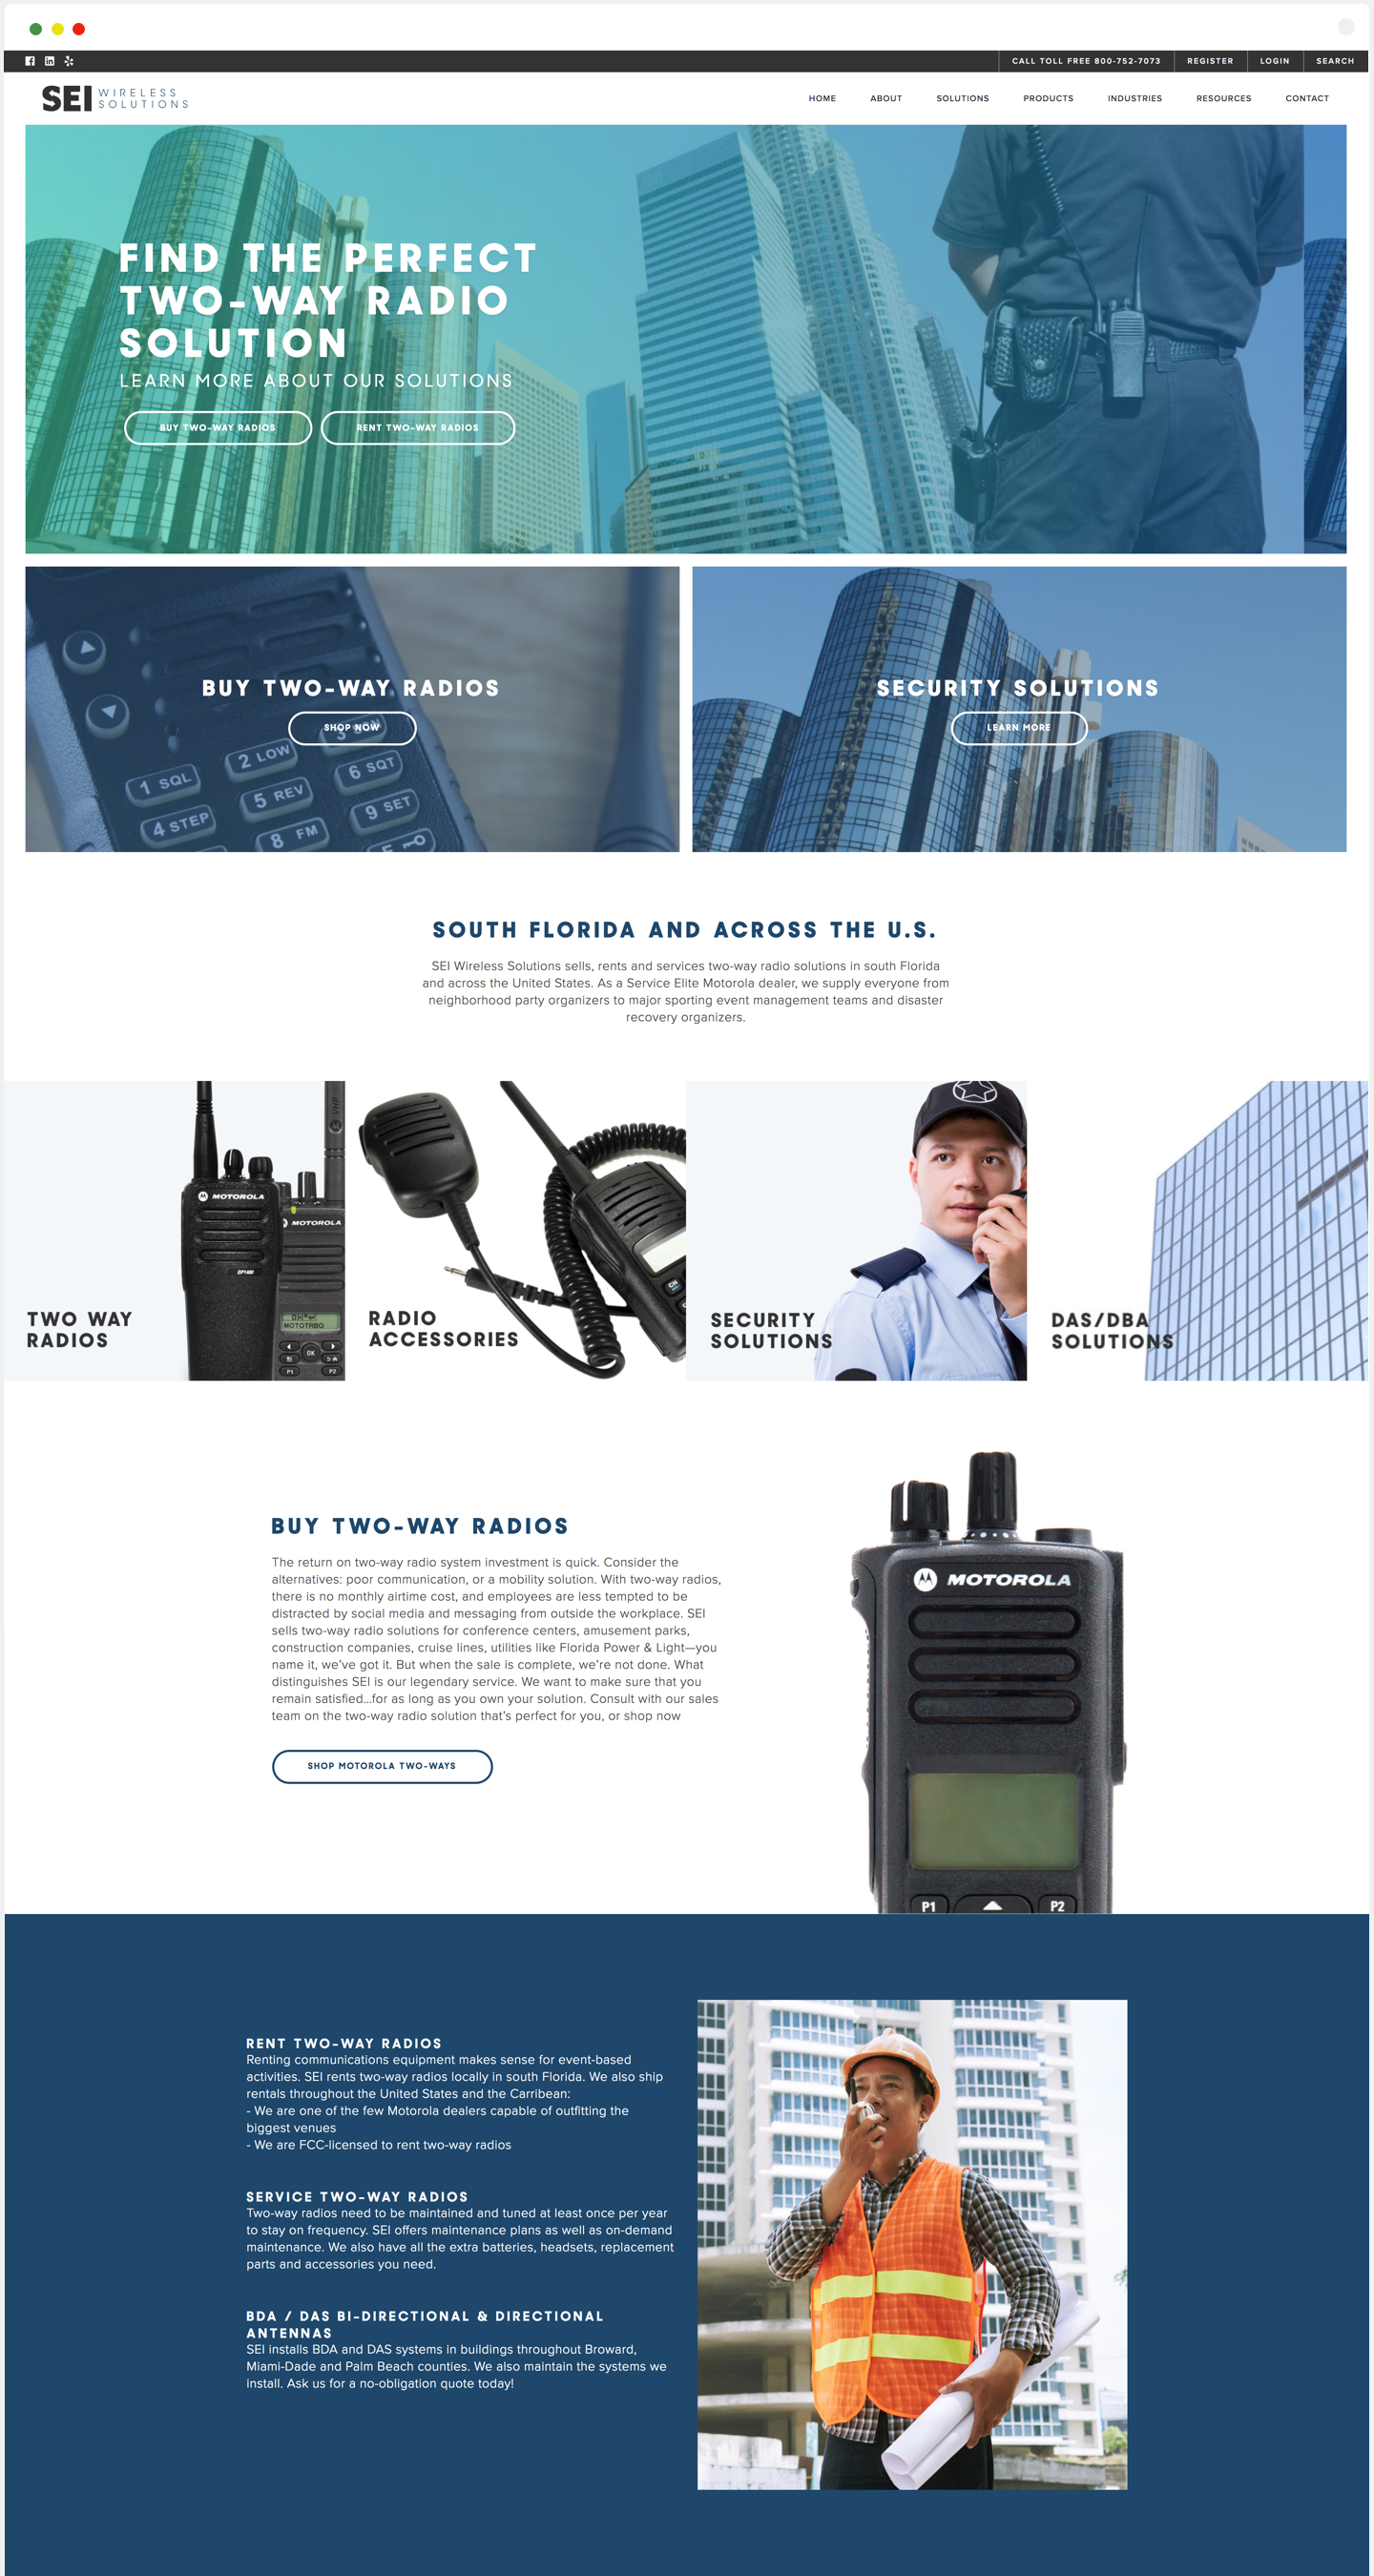 CALL TOLL FREE 800-752-7073 REGISTER LOGIN SEARCH
SEI WIRELESS SOLUTIONS
HOME ABOUT SOLUTIONS PRODUCTS INDUSTRIES RESOURCES CONTACT
FIND THE PERFECT
TWO-WAY RADIO
SOLUTION
LEARN MORE ABOUT OUR SOLUTIONS
BUY TWO-WAY RADIOS RENT TWO-WAY RADIOS
BUY TWO-WAY RADIOS
SHOP NOW
1 SQL 2 LOW 3
4 STEP 5 REV 6 SQT
8 FM 9 SET
SECURITY SOLUTIONS
LEARN MORE
SOUTH FLORIDA AND ACROSS THE U.S.
SEI Wireless Solutions sells, rents and services two-way radio solutions in south Florida
and across the United States. As a Service Elite Motorola dealer, we supply everyone from
neighborhood party organizers to major sporting event management teams and disaster
recovery organizers.
VHF
MOTOROLA
MOTOROLA
DP1400
MOTOTRBO
OK
P1 P2
TWO WAY
RADIOS
CH
RADIO
ACCESSORIES
SECURITY
SOLUTIONS
DAS/DBA
SOLUTIONS
BUY TWO-WAY RADIOS
The return on two-way radio system investment is quick. Consider the
alternatives: poor communication, or a mobility solution. With two-way radios,
there is no monthly airtime cost, and employees are less tempted to be
distracted by social media and messaging from outside the workplace. SEI
sells two-way radio solutions for conference centers, amusement parks,
construction companies, cruise lines, utilities like Florida Power & Light—you
name it, we've got it. But when the sale is complete, we're not done. What
distinguishes SEI is our legendary service. We want to make sure that you
remain satisfied...for as long as you own your solution. Consult with our sales
team on the two-way radio solution that's perfect for you, or shop now
SHOP MOTOROLA TWO-WAYS
MOTOROLA
P1 P2
RENT TWO-WAY RADIOS
Renting communications equipment makes sense for event-based
activities. SEI rents two-way radios locally in south Florida. We also ship
rentals throughout the United States and the Carribean:
- We are one of the few Motorola dealers capable of outfitting the
biggest venues
- We are FCC-licensed to rent two-way radios
SERVICE TWO-WAY RADIOS
Two-way radios need to be maintained and tuned at least once per year
to stay on frequency. SEI offers maintenance plans as well as on-demand
maintenance. We also have all the extra batteries, headsets, replacement
parts and accessories you need.
BDA / DAS BI-DIRECTIONAL & DIRECTIONAL
ANTENNAS
SEI installs BDA and DAS systems in buildings throughout Broward,
Miami-Dade and Palm Beach counties. We also maintain the systems we
install. Ask us for a no-obligation quote today!